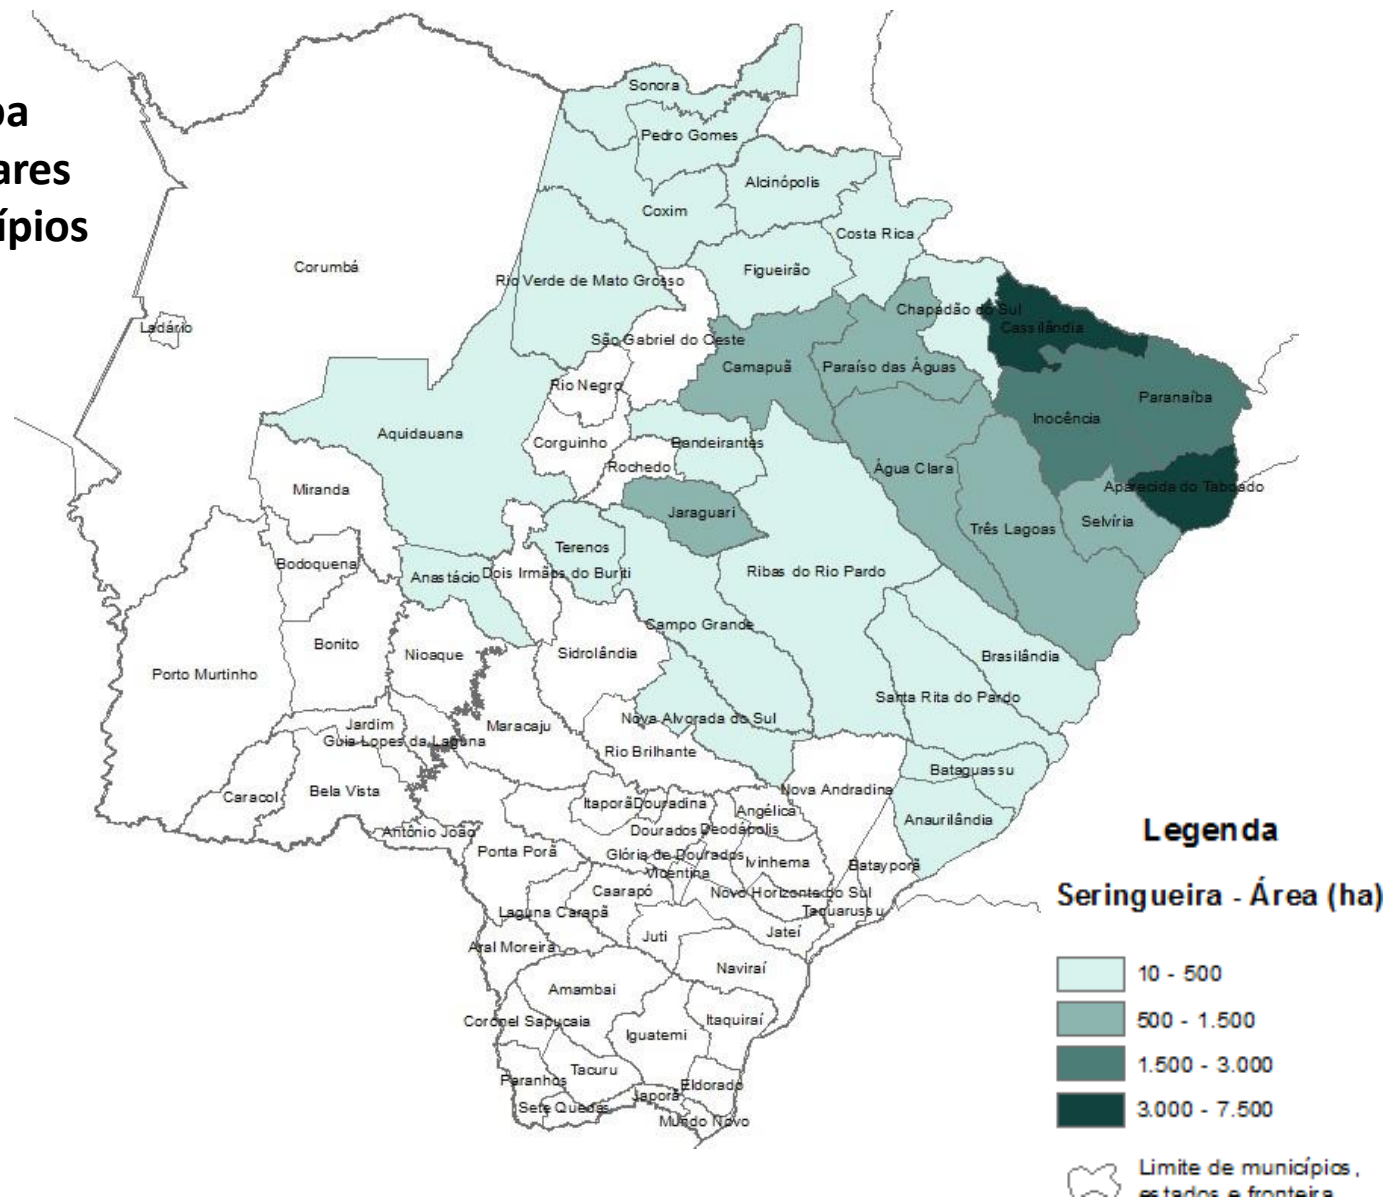 Sonora
Pedro Gomes
Alcinópolis
Coxim
Costa Rica
Corumbá
Figueirão
Rio Verde de Mato Grosso
Chapadão do Sul
Ladário
Cassilândia
São Gabriel do Oeste
Camapuã
Paraíso das Águas
Rio Negro
Paranaíba
Inocência
Aquidauana
Corguinho
Bandeirantes
Rochedo
Água Clara
Miranda
Aparecida do Taboado
Jaraguari
Selvíria
Três Lagoas
Terenos
Bodoquena
Anastácio
Dois Irmãos do Buriti
Ribas do Rio Pardo
Campo Grande
Bonito
Nioaque
Sidrolândia
Brasilândia
Porto Murtinho
Santa Rita do Pardo
Jardim
Maracaju
Nova Alvorada do Sul
Guia Lopes da Laguna
Rio Brilhante
Bataguassu
Caracol
Bela Vista
Nova Andradina
Itaporã
Douradina
Angélica
Anaurilândia
Antônio João
Dourados
Deodápolis
Ponta Porã
Glória de Dourados
Ivinhema
Batayporã
Vicentina
Caarapó
Novo Horizonte do Sul
Laguna Carapã
Taquarussu
Juti
Jateí
Aral Moreira
Naviraí
Amambai
Coronel Sapucaia
Itaquiraí
Iguatemi
Tacuru
Paranhos
Eldorado
Japorã
Sete Quedas
Mundo Novo
Legenda
Seringueira - Área (ha)
10 - 500
500 - 1.500
1.500 - 3.000
3.000 - 7.500
Limite de municípios,
estados e fronteira